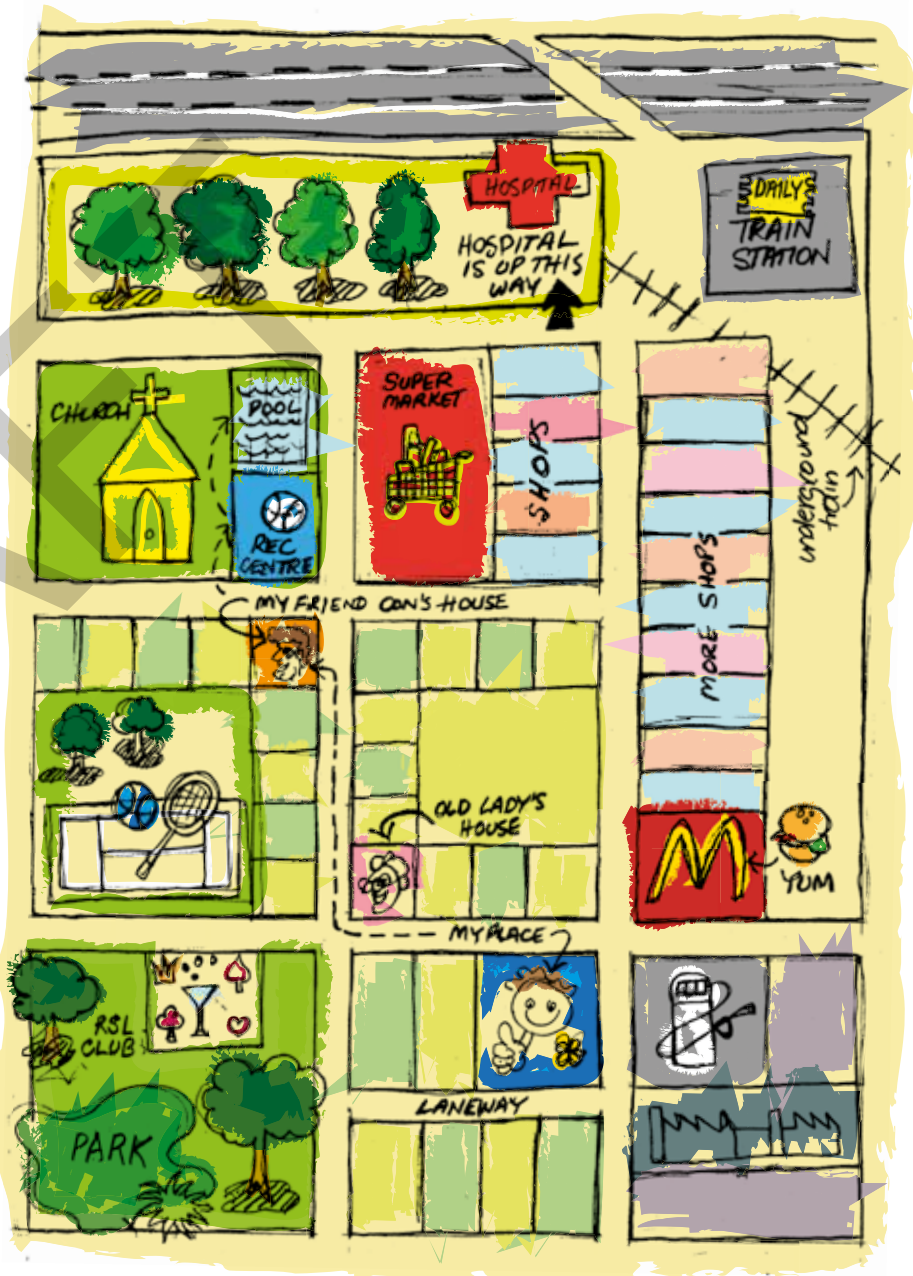 HOSPITAL
HOSPITAL
IS UP THIS
WAY
DAILY
TRAIN
STATION
CHURCH
POOL
REC
CENTRE
SUPER
MARKET
SHOPS
MORE SHOPS
underground
train
MY FRIEND CON'S HOUSE
OLD LADY'S
HOUSE
M
YUM
MY PLACE
RSL
CLUB
PARK
LANEWAY